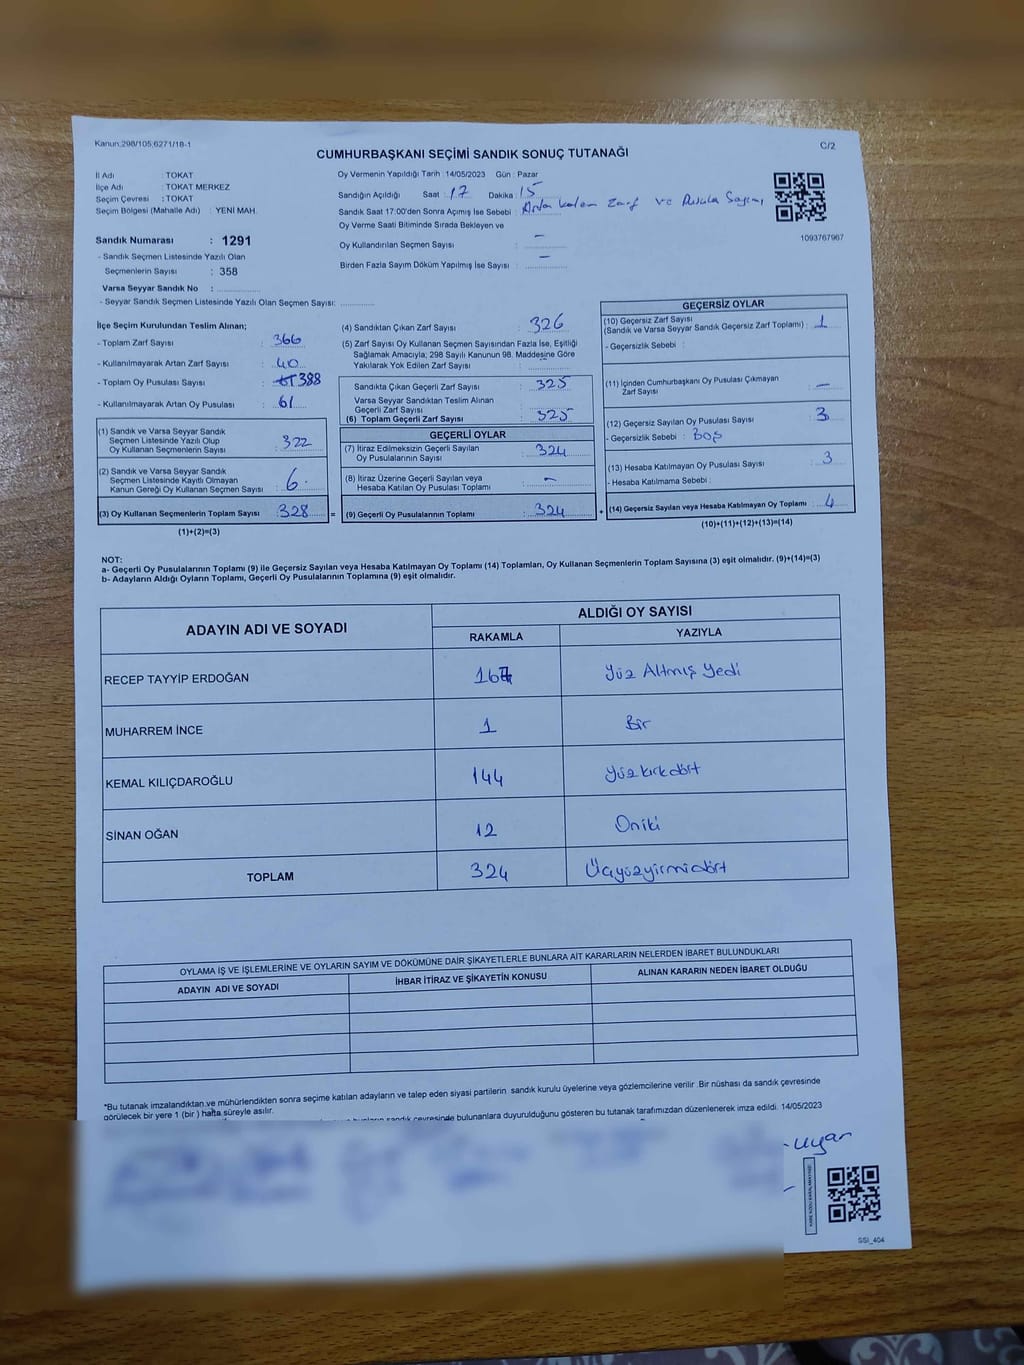 Kanun.298/105,6271/18-1
C/2
CUMHURBAŞKANI SEÇİMİ SANDIK SONUÇ TUTANAĞI
İl Adı : TOKAT
İlçe Adı : TOKAT MERKEZ
Seçim Çevresi : TOKAT
Seçim Bölgesi (Mahalle Adı) : YENİ MAH.
Oy Vermenin Yapıldığı Tarih : 14/05/2023 Gün : Pazar
Sandığın Açıldığı Saat : 17 Dakika : 15
Sandık Saat 17:00'den Sonra Açımış İse Sebebi : Arta kalan Zarf ve Pusula Sayımı
Oy Verme Saati Bitiminde Sırada Bekleyen ve
Oy Kullandırılan Seçmen Sayısı : –
Birden Fazla Sayım Döküm Yapılmış İse Sayısı : –
1093767967
Sandık Numarası : 1291
- Sandık Seçmen Listesinde Yazılı Olan
Seçmenlerin Sayısı : 358
Varsa Seyyar Sandık No :
- Seyyar Sandık Seçmen Listesinde Yazılı Olan Seçmen Sayısı:
İlçe Seçim Kurulundan Teslim Alınan;
- Toplam Zarf Sayısı : 366
- Kullanılmayarak Artan Zarf Sayısı : 40
- Toplam Oy Pusulası Sayısı : 388
- Kullanılmayarak Artan Oy Pusulası : 61
(1) Sandık ve Varsa Seyyar Sandık
Seçmen Listesinde Yazılı Olup
Oy Kullanan Seçmenlerin Sayısı : 322
(2) Sandık ve Varsa Seyyar Sandık
Seçmen Listesinde Kayıtlı Olmayan
Kanun Gereği Oy Kullanan Seçmen Sayısı : 6
(3) Oy Kullanan Seçmenlerin Toplam Sayısı : 328 =
(1)+(2)=(3)
(4) Sandıktan Çıkan Zarf Sayısı : 326
(5) Zarf Sayısı Oy Kullanan Seçmen Sayısından Fazla İse, Eşitliği
Sağlamak Amacıyla; 298 Sayılı Kanunun 98. Maddesine Göre
Yakılarak Yok Edilen Zarf Sayısı :
Sandıkta Çıkan Geçerli Zarf Sayısı : 325
Varsa Seyyar Sandıktan Teslim Alınan
Geçerli Zarf Sayısı
(6) Toplam Geçerli Zarf Sayısı : 325
GEÇERLİ OYLAR
(7) İtiraz Edilmeksizin Geçerli Sayılan
Oy Pusulalarının Sayısı : 324
(8) İtiraz Üzerine Geçerli Sayılan veya
Hesaba Katılan Oy Pusulası Toplamı : –
(9) Geçerli Oy Pusulalarının Toplamı : 324 +
GEÇERSİZ OYLAR
(10) Geçersiz Zarf Sayısı
(Sandık ve Varsa Seyyar Sandık Geçersiz Zarf Toplamı) : 1
- Geçersizlik Sebebi :
(11) İçinden Cumhurbaşkanı Oy Pusulası Çıkmayan
Zarf Sayısı : –
(12) Geçersiz Sayılan Oy Pusulası Sayısı : 3
- Geçersizlik Sebebi : BOŞ
(13) Hesaba Katılmayan Oy Pusulası Sayısı : 3
- Hesaba Katılmama Sebebi :
(14) Geçersiz Sayılan veya Hesaba Katılmayan Oy Toplamı : 4
(10)+(11)+(12)+(13)=(14)
NOT:
a- Geçerli Oy Pusulalarının Toplamı (9) ile Geçersiz Sayılan veya Hesaba Katılmayan Oy Toplamı (14) Toplamları, Oy Kullanan Seçmenlerin Toplam Sayısına (3) eşit olmalıdır. (9)+(14)=(3)
b- Adayların Aldığı Oyların Toplamı, Geçerli Oy Pusulalarının Toplamına (9) eşit olmalıdır.
ADAYIN ADI VE SOYADI ALDIĞI OY SAYISI
RAKAMLA YAZIYLA
RECEP TAYYİP ERDOĞAN 167 Yüz Altmış Yedi
MUHARREM İNCE 1 Bir
KEMAL KILIÇDAROĞLU 144 Yüzkırkdört
SİNAN OĞAN 12 Oniki
TOPLAM 324 Üçyüzyirmidört
OYLAMA İŞ VE İŞLEMLERİNE VE OYLARIN SAYIM VE DÖKÜMÜNE DAİR ŞİKAYETLERLE BUNLARA AİT KARARLARIN NELERDEN İBARET BULUNDUKLARI
ADAYIN ADI VE SOYADI İHBAR İTİRAZ VE ŞİKAYETİN KONUSU ALINAN KARARIN NEDEN İBARET OLDUĞU
*Bu tutanak imzalandıktan ve mühürlendikten sonra seçime katılan adayların ve talep eden siyasi partilerin sandık kurulu üyelerine veya gözlemcilerine verilir .Bir nüshası da sandık çevresinde
görülecek bir yere 1 (bir ) hafta süreyle asılır.
sandık çevresinde bulunanlara duyurulduğunu gösteren bu tutanak tarafımızdan düzenlenerek imza edildi. 14/05/2023
uyar
SSİ_404